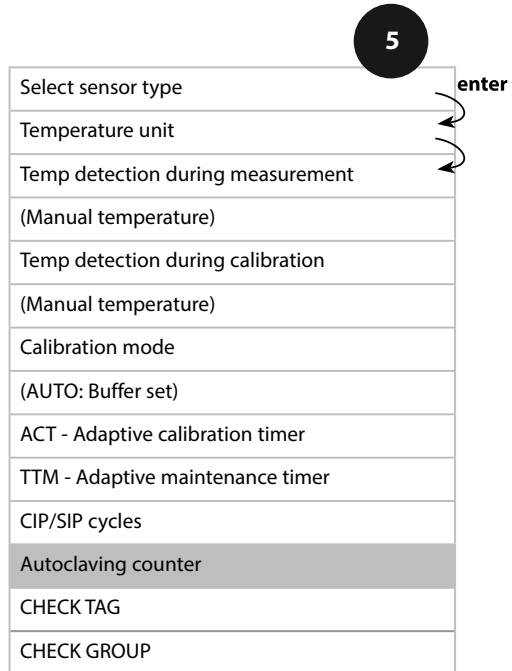 5
enter
Select sensor type
Temperature unit
Temp detection during measurement
(Manual temperature)
Temp detection during calibration
(Manual temperature)
Calibration mode
(AUTO: Buffer set)
ACT - Adaptive calibration timer
TTM - Adaptive maintenance timer
CIP/SIP cycles
Autoclaving counter
CHECK TAG
CHECK GROUP